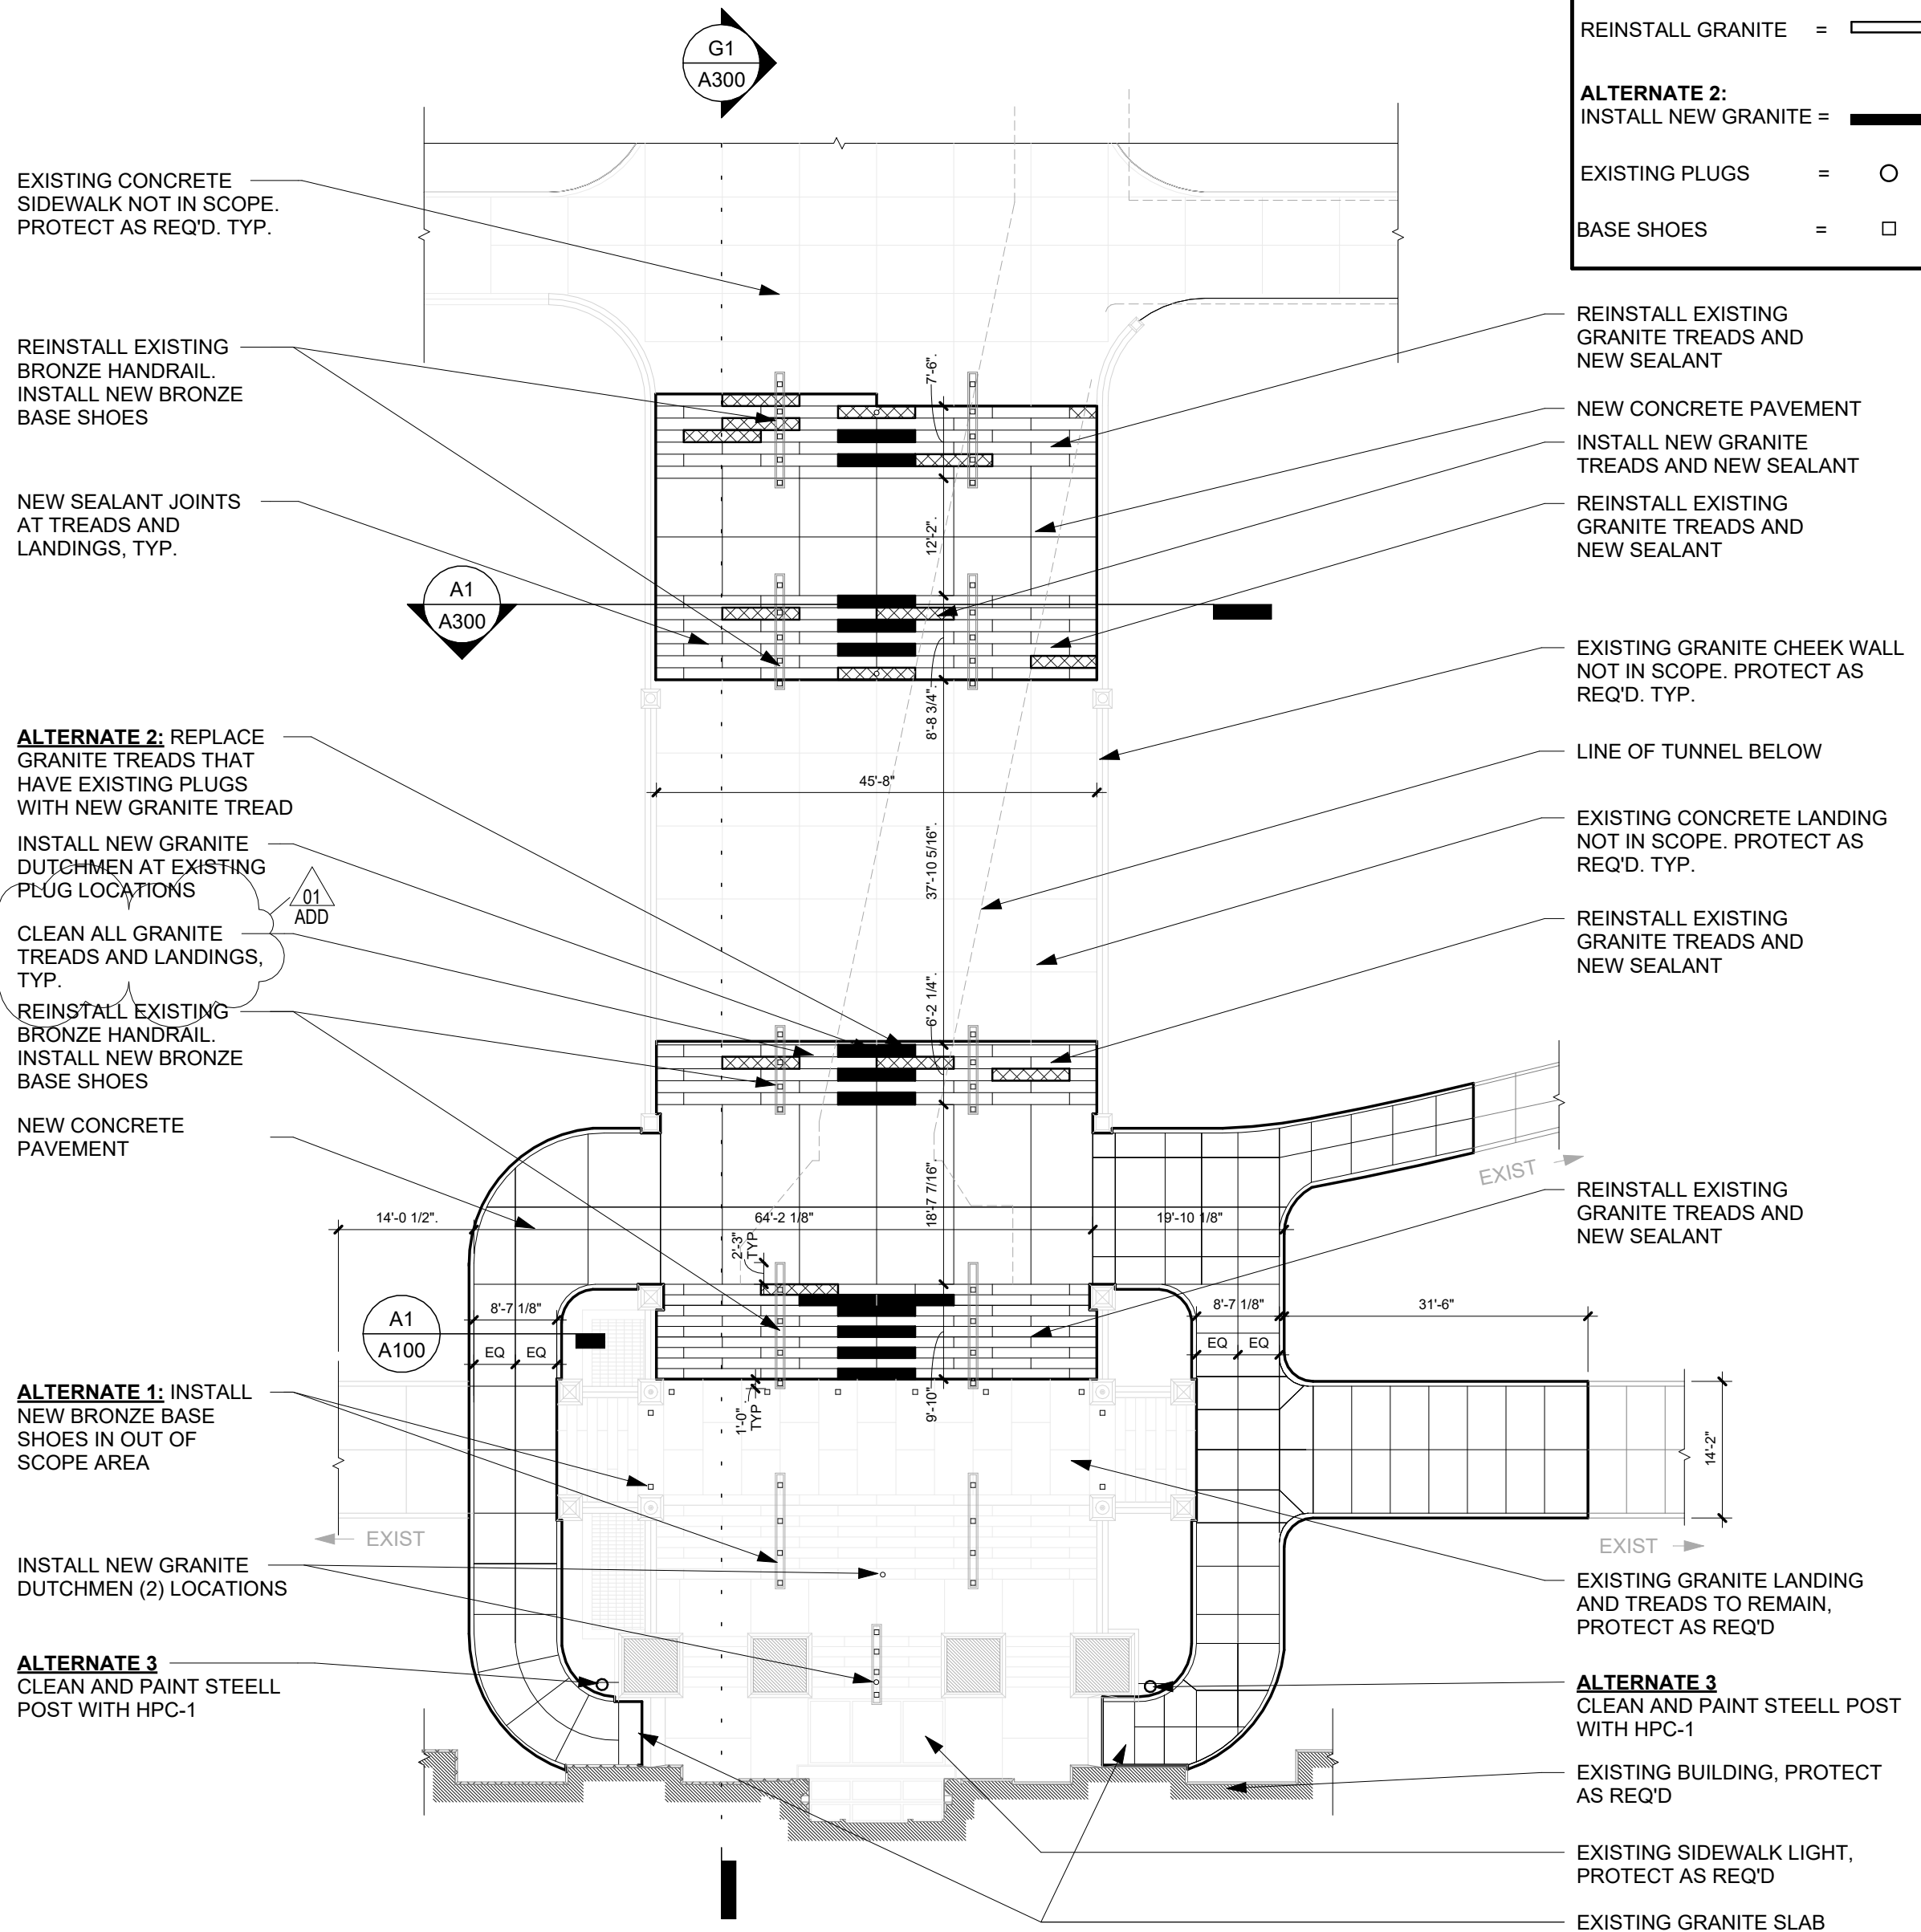 G1
A300
REINSTALL GRANITE =
ALTERNATE 2:
INSTALL NEW GRANITE =
EXISTING PLUGS =
BASE SHOES =
EXISTING CONCRETE
SIDEWALK NOT IN SCOPE.
PROTECT AS REQ'D. TYP.
REINSTALL EXISTING
BRONZE HANDRAIL.
INSTALL NEW BRONZE
BASE SHOES
NEW SEALANT JOINTS
AT TREADS AND
LANDINGS, TYP.
A1
A300
ALTERNATE 2: REPLACE
GRANITE TREADS THAT
HAVE EXISTING PLUGS
WITH NEW GRANITE TREAD
INSTALL NEW GRANITE
DUTCHMEN AT EXISTING
PLUG LOCATIONS
01
ADD
CLEAN ALL GRANITE
TREADS AND LANDINGS,
TYP.
REINSTALL EXISTING
BRONZE HANDRAIL.
INSTALL NEW BRONZE
BASE SHOES
NEW CONCRETE
PAVEMENT
A1
A100
ALTERNATE 1: INSTALL
NEW BRONZE BASE
SHOES IN OUT OF
SCOPE AREA
EXIST
INSTALL NEW GRANITE
DUTCHMEN (2) LOCATIONS
ALTERNATE 3
CLEAN AND PAINT STEELL
POST WITH HPC-1
7'-6".
12'-2".
8'-8 3/4".
45'-8"
37'-10 5/16".
6'-2 1/4".
18'-7 7/16".
14'-0 1/2".
64'-2 1/8"
19'-10 1/8"
2'-3"
TYP
8'-7 1/8"
EQ EQ
8'-7 1/8"
EQ EQ
31'-6"
9'-10".
1'-0".
TYP
14'-2"
REINSTALL EXISTING
GRANITE TREADS AND
NEW SEALANT
NEW CONCRETE PAVEMENT
INSTALL NEW GRANITE
TREADS AND NEW SEALANT
REINSTALL EXISTING
GRANITE TREADS AND
NEW SEALANT
EXISTING GRANITE CHEEK WALL
NOT IN SCOPE. PROTECT AS
REQ'D. TYP.
LINE OF TUNNEL BELOW
EXISTING CONCRETE LANDING
NOT IN SCOPE. PROTECT AS
REQ'D. TYP.
REINSTALL EXISTING
GRANITE TREADS AND
NEW SEALANT
EXIST
REINSTALL EXISTING
GRANITE TREADS AND
NEW SEALANT
EXIST
EXISTING GRANITE LANDING
AND TREADS TO REMAIN,
PROTECT AS REQ'D
ALTERNATE 3
CLEAN AND PAINT STEELL POST
WITH HPC-1
EXISTING BUILDING, PROTECT
AS REQ'D
EXISTING SIDEWALK LIGHT,
PROTECT AS REQ'D
EXISTING GRANITE SLAB